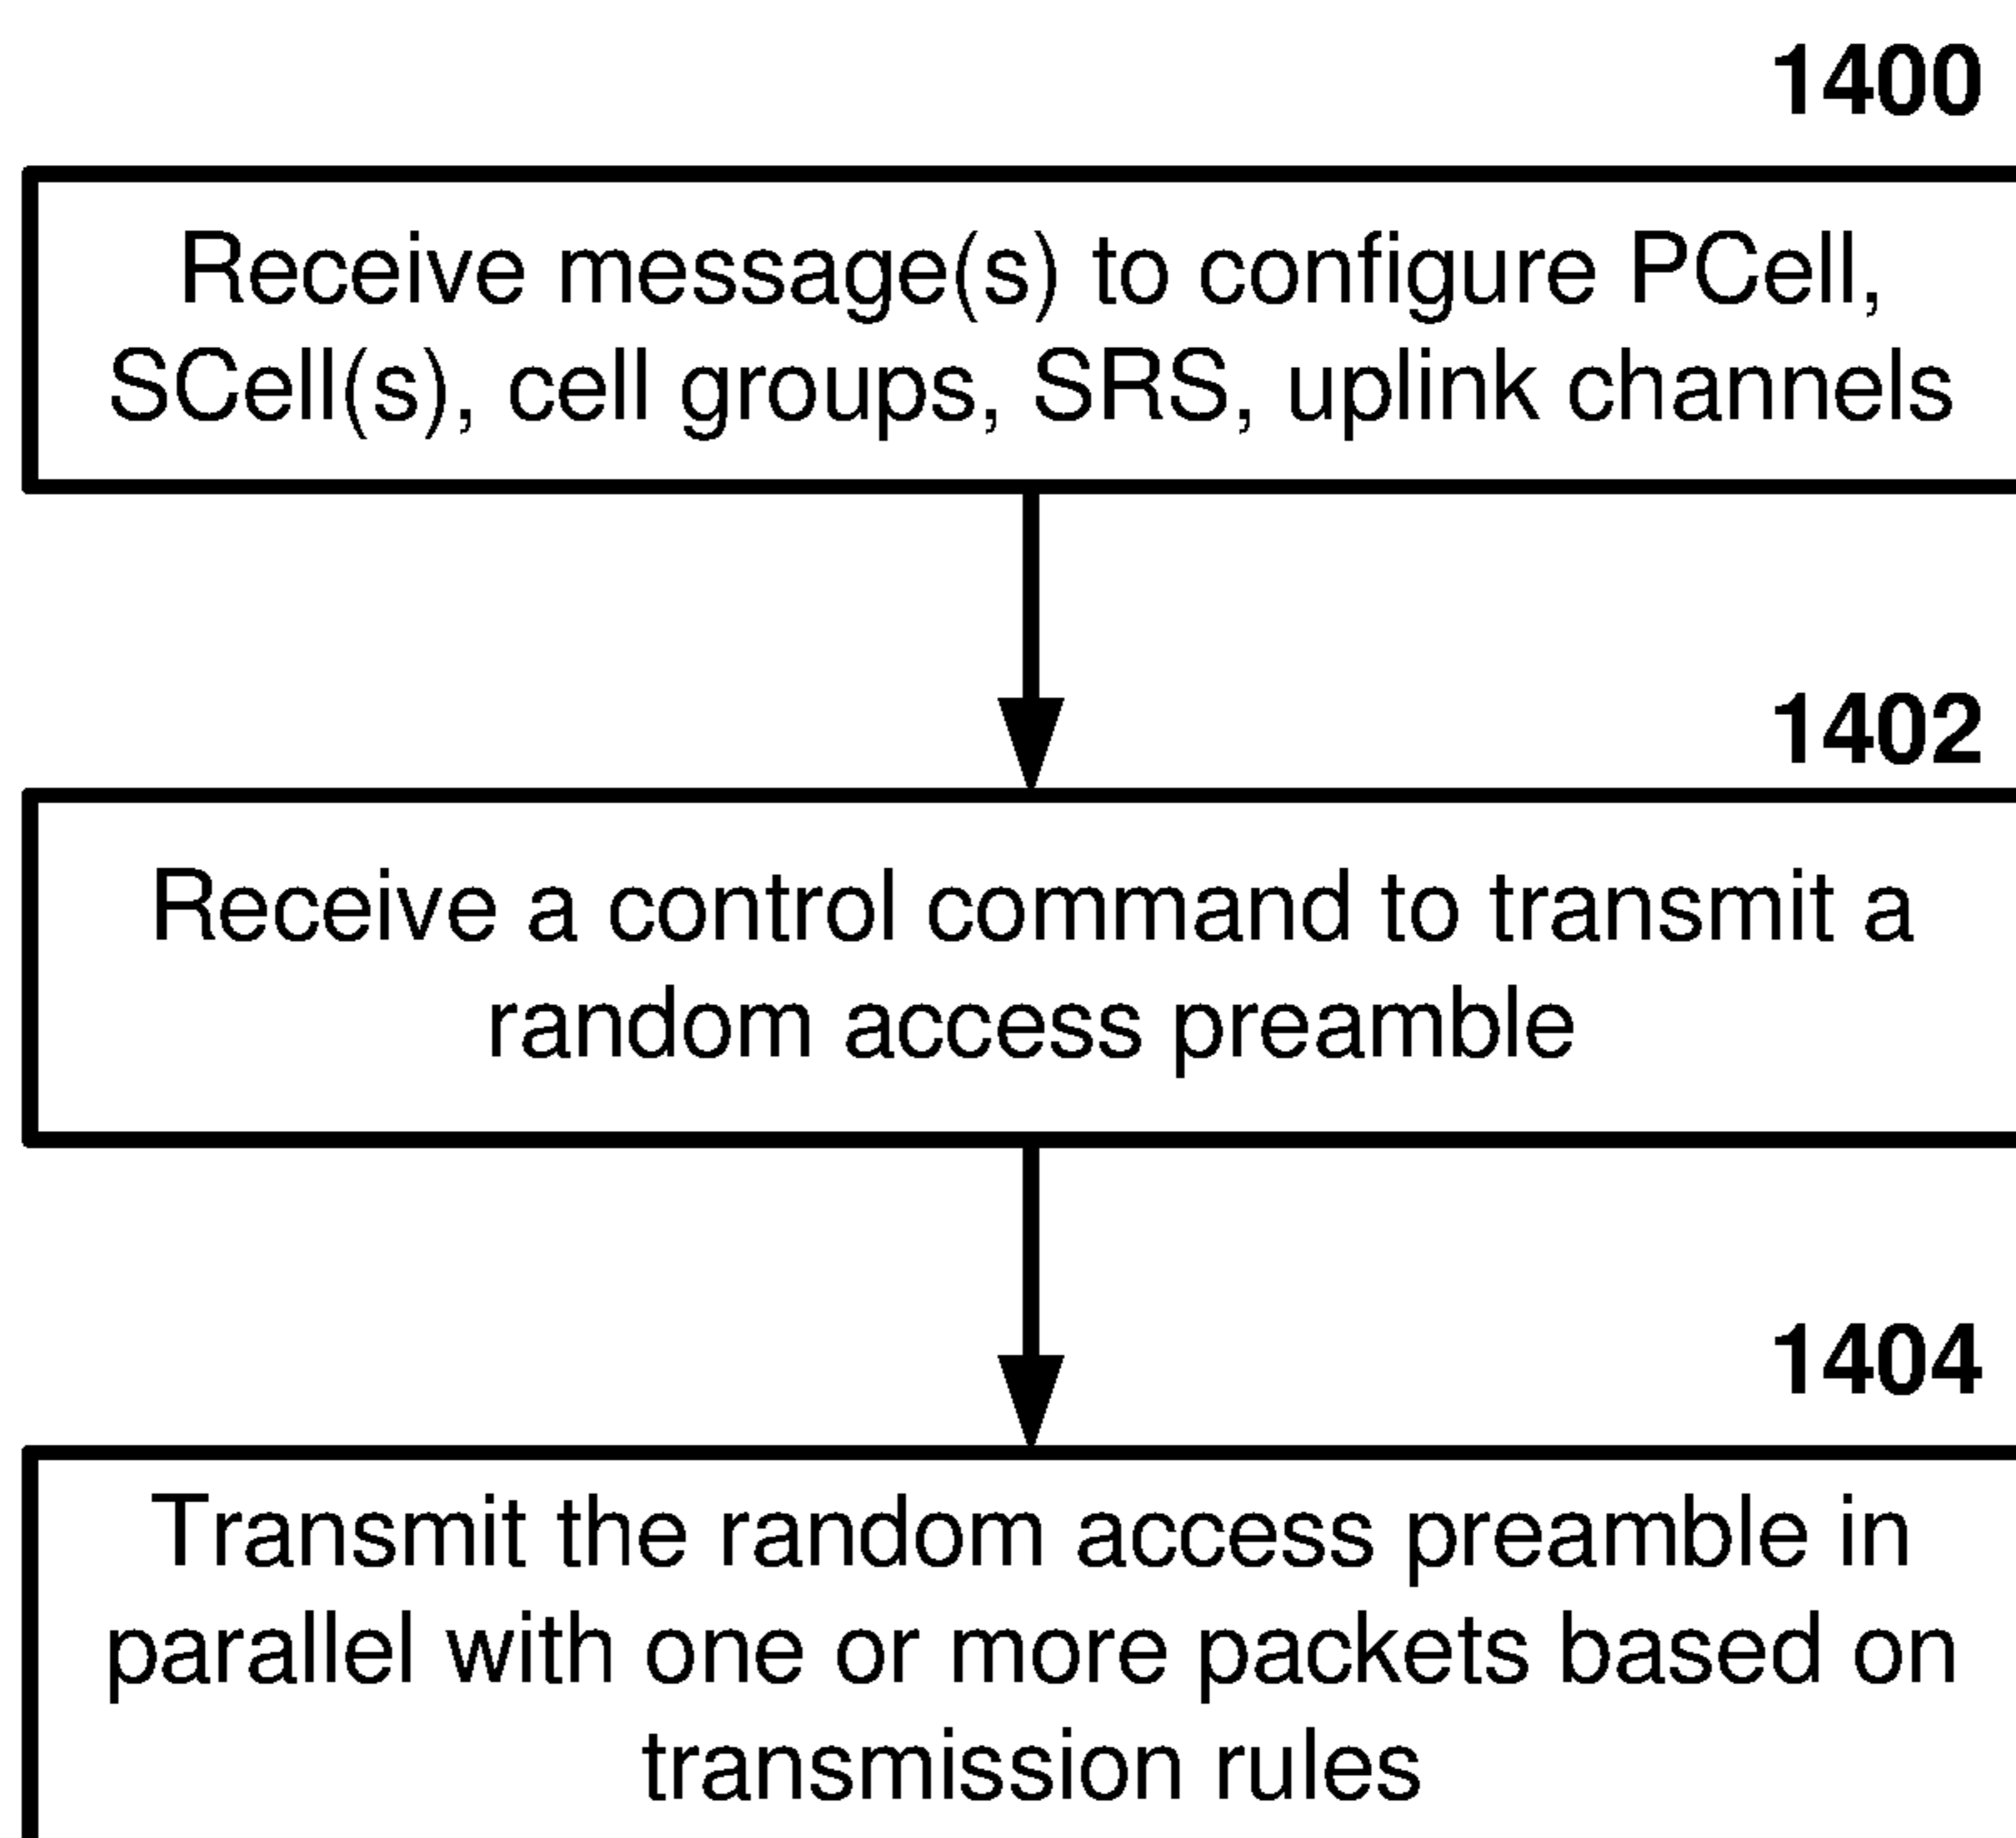 1400
Receive message(s) to configure PCell,
SCell(s), cell groups, SRS, uplink channels
1402
Receive a control command to transmit a
random access preamble
1404
Transmit the random access preamble in
parallel with one or more packets based on
transmission rules